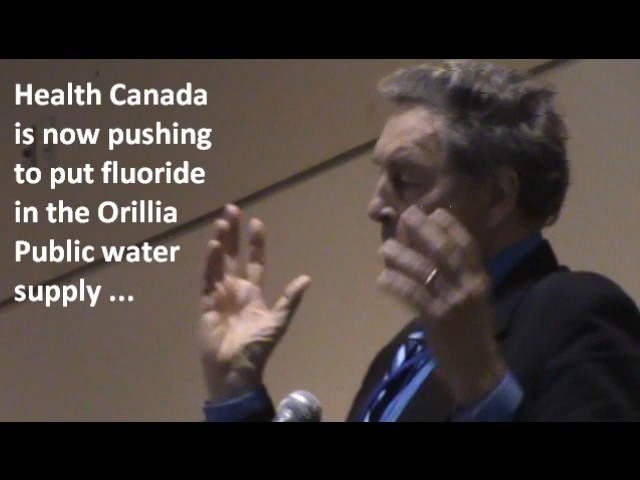 Health Canada
is now pushing
to put fluoride
in the Orillia
Public water
supply ...